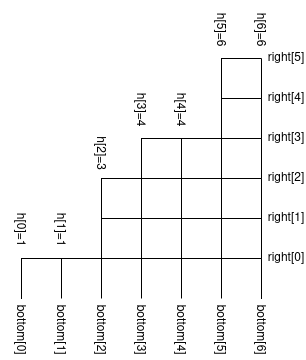 h[5]=6
h[6]=6
right[5]
right[4]
h[3]=4
h[4]=4
right[3]
h[2]=3
right[2]
h[0]=1
h[1]=1
right[1]
right[0]
bottom[0]
bottom[1]
bottom[2]
bottom[3]
bottom[4]
bottom[5]
bottom[6]